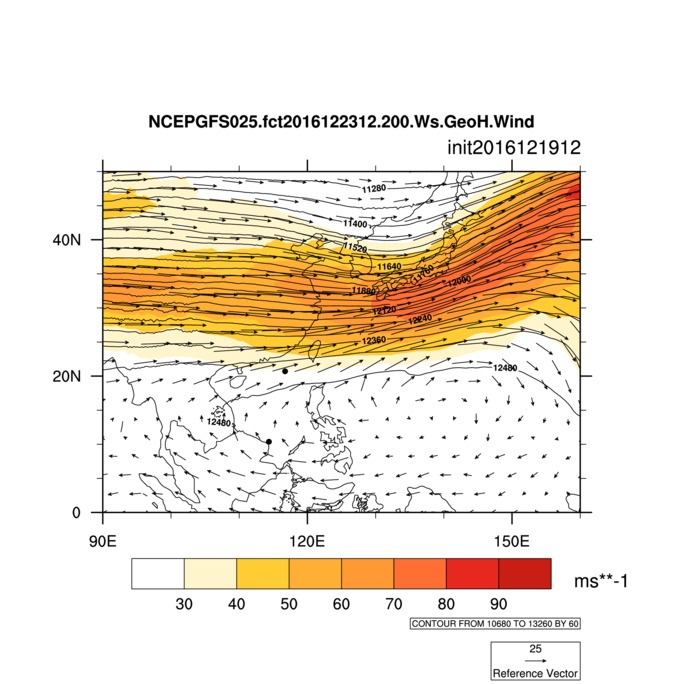 NCEPGFS025.fct2016122312.200.Ws.GeoH.Wind
init2016121912
11280
11400
40N
11520
11640
11760
11880
12000
12120
12240
12360
20N
12480
12480
0
90E 120E 150E
ms**-1
30 40 50 60 70 80 90
CONTOUR FROM 10680 TO 13260 BY 60
25
Reference Vector